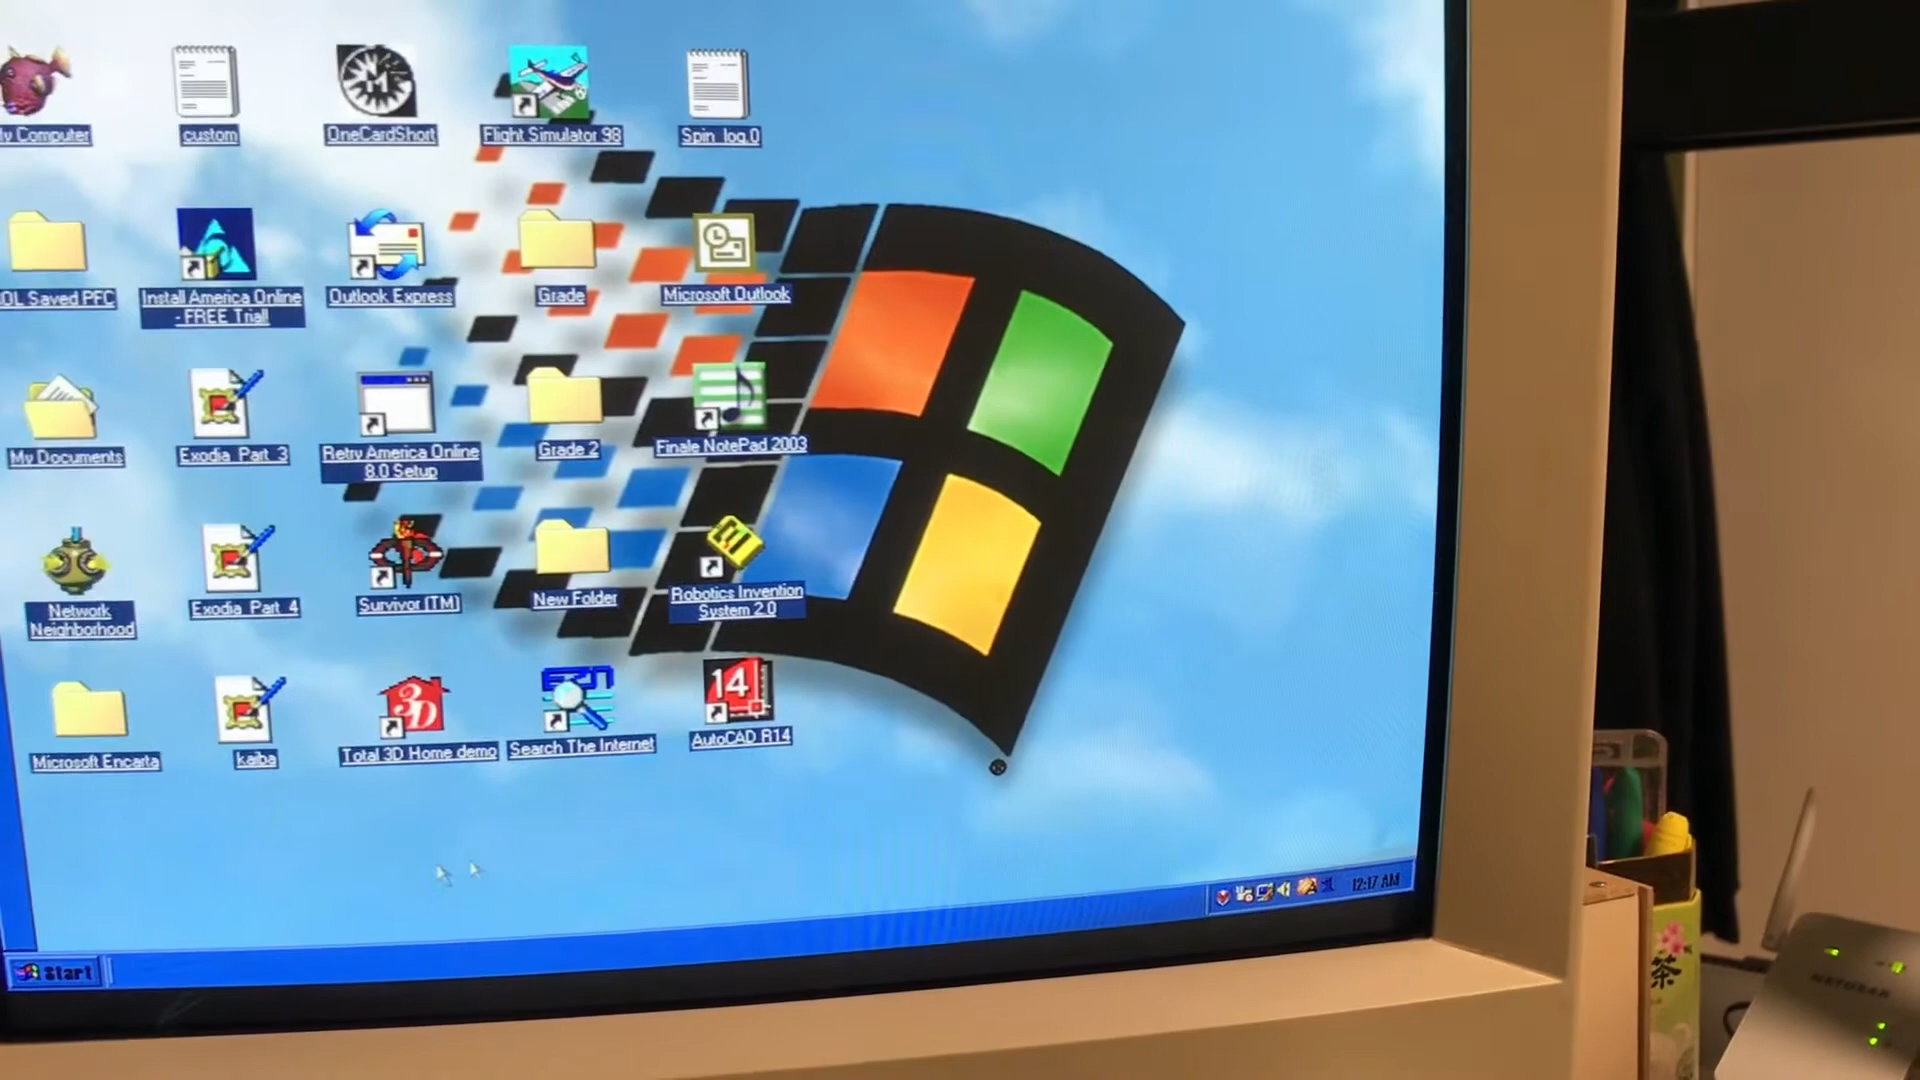 My Computer
custom
OneCardShort
Flight Simulator 98
Spin_log.0
OL Saved PFC
Install America Online
- FREE Trial!
Outlook Express
Grade
Microsoft Outlook
My Documents
Exodia_Part_3
Retry America Online
8.0 Setup
Grade 2
Finale NotePad 2003
Network
Neighborhood
Exodia_Part_4
Survivor (TM)
New Folder
Robotics Invention
System 2.0
3D
14
Microsoft Encarta
kaiba
Total 3D Home demo
Search The Internet
AutoCAD R14
12:17 AM
Start
茶
NETGEAR